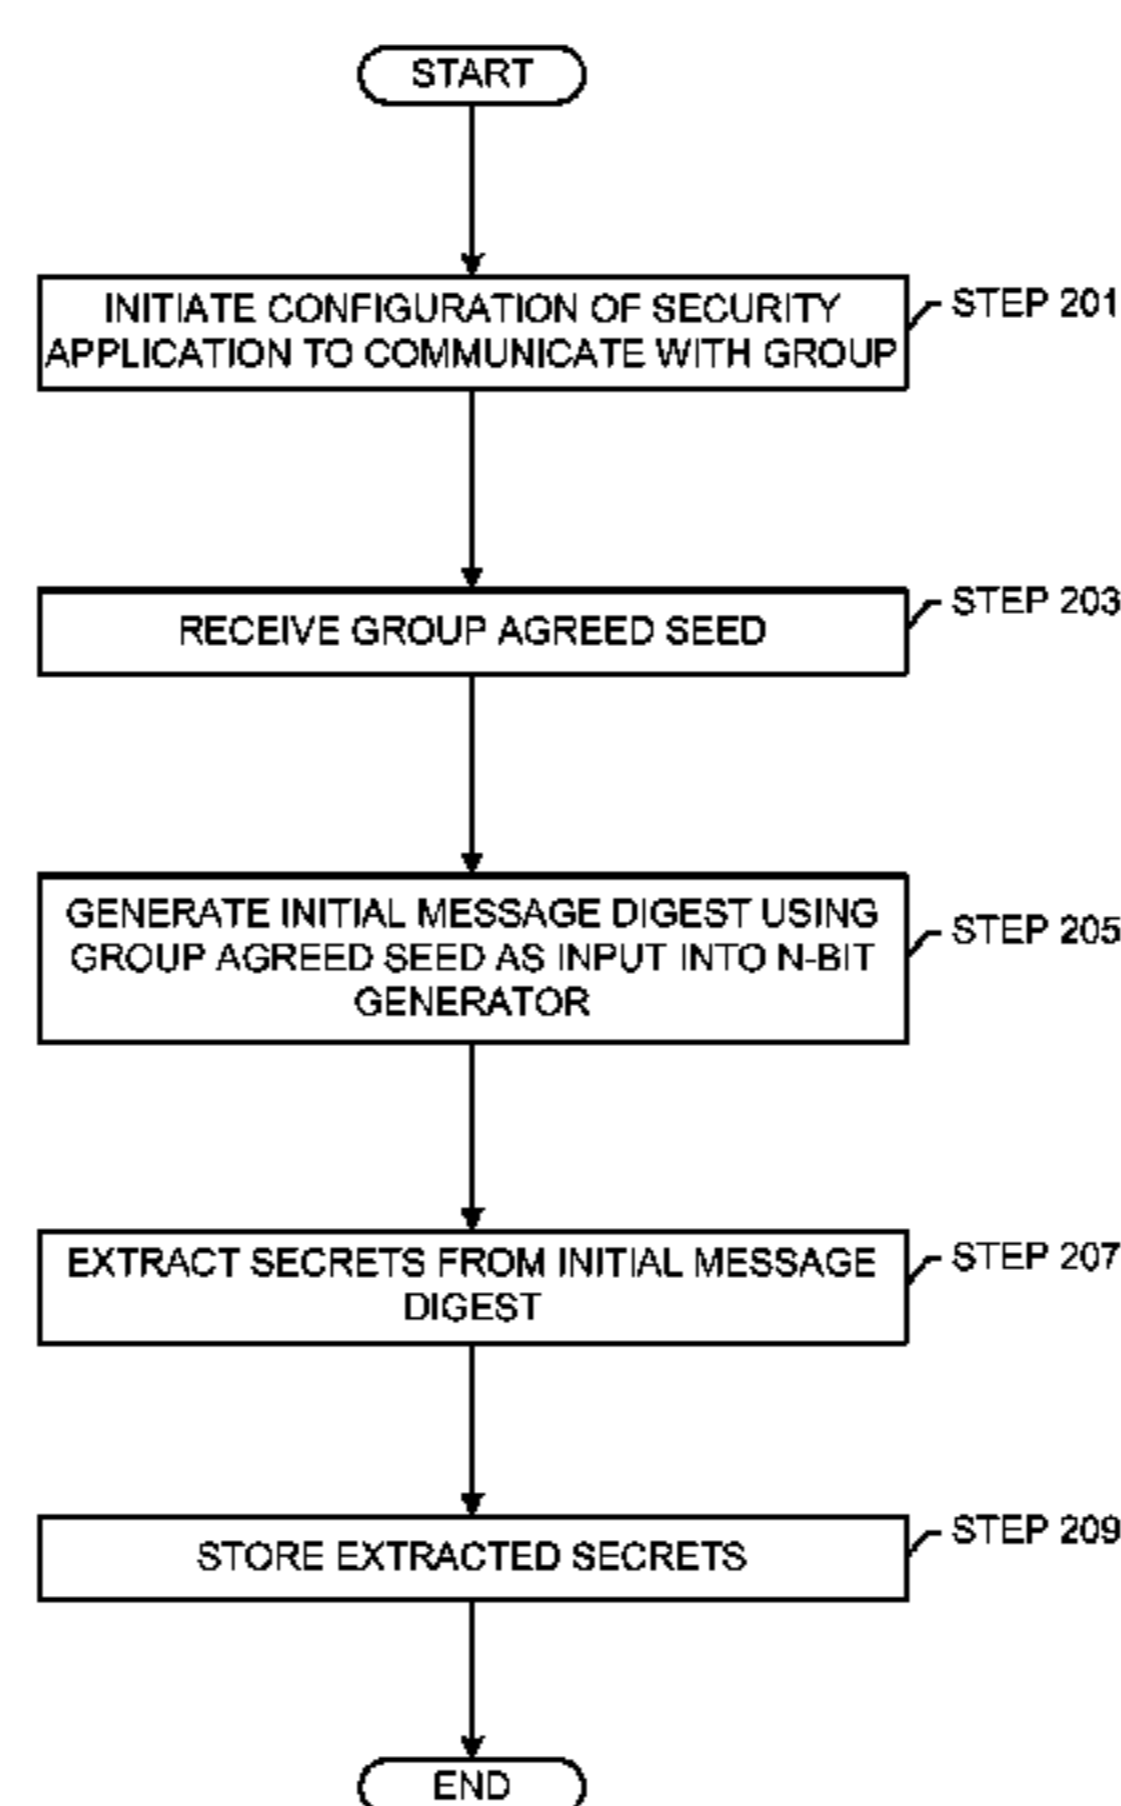 START
INITIATE CONFIGURATION OF SECURITY
APPLICATION TO COMMUNICATE WITH GROUP
STEP 201
RECEIVE GROUP AGREED SEED
STEP 203
GENERATE INITIAL MESSAGE DIGEST USING
GROUP AGREED SEED AS INPUT INTO N-BIT
GENERATOR
STEP 205
EXTRACT SECRETS FROM INITIAL MESSAGE
DIGEST
STEP 207
STORE EXTRACTED SECRETS
STEP 209
END